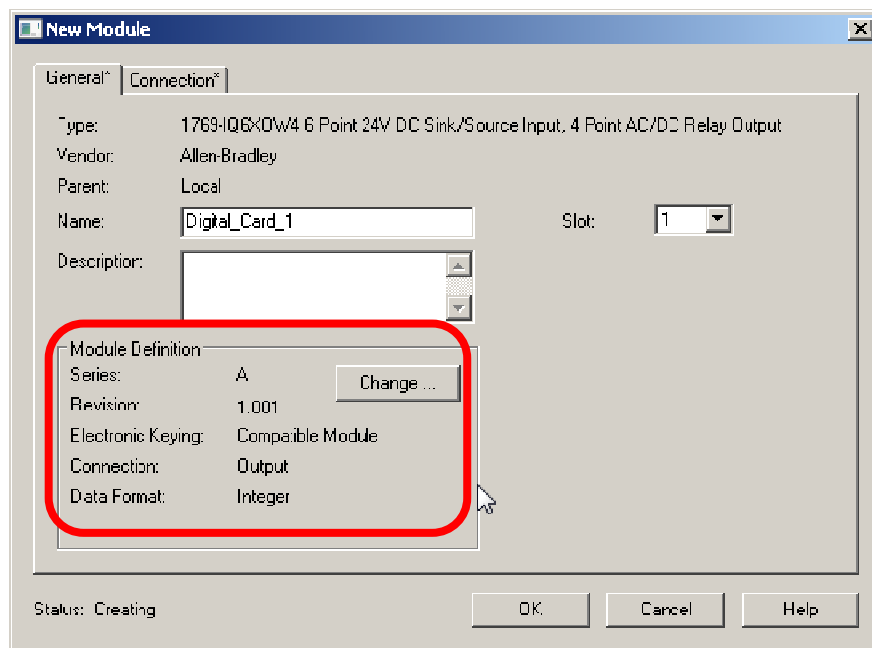 New Module
General* Connection*
Type: 1769-IQ6XOW4 6 Point 24V DC Sink/Source Input, 4 Point AC/DC Relay Output
Vendor: Allen-Bradley
Parent: Local
Name: Digital_Card_1 Slot: 1
Description:
Module Definition
Series: A Change ...
Revision: 1.001
Electronic Keying: Compatible Module
Connection: Output
Data Format: Integer
Status: Creating OK Cancel Help